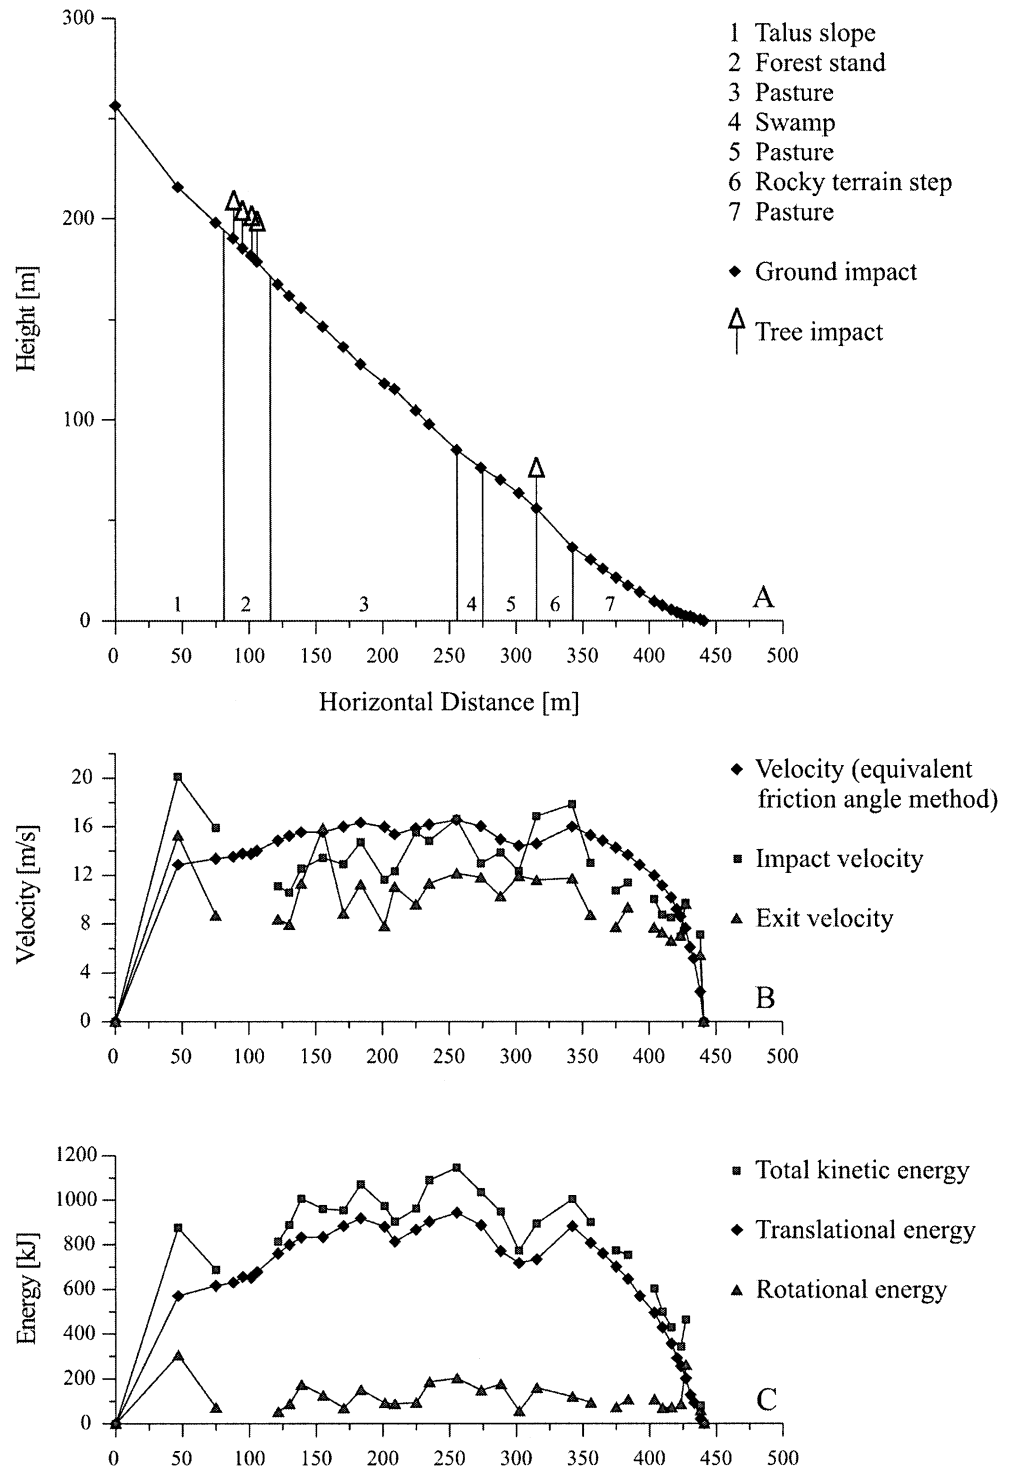 300
200
100
0
Height [m]
1 Talus slope
2 Forest stand
3 Pasture
4 Swamp
5 Pasture
6 Rocky terrain step
7 Pasture
Ground impact
Tree impact
1 2 3 4 5 6 7
A
0 50 100 150 200 250 300 350 400 450 500
Horizontal Distance [m]
20
16
12
8
4
0
Velocity [m/s]
Velocity (equivalent
friction angle method)
Impact velocity
Exit velocity
B
0 50 100 150 200 250 300 350 400 450 500
1200
1000
800
600
400
200
0
Energy [kJ]
Total kinetic energy
Translational energy
Rotational energy
C
0 50 100 150 200 250 300 350 400 450 500